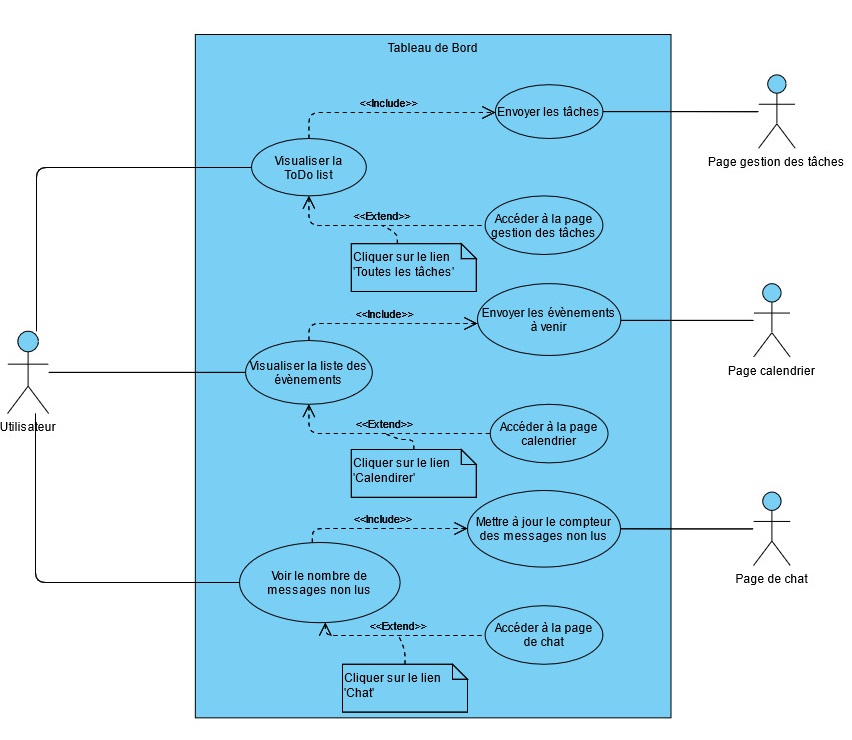 Tableau de Bord
<<Include>>
Envoyer les tâches
Page gestion des tâches
Visualiser la
ToDo list
<<Extend>>
Accéder à la page
gestion des tâches
Cliquer sur le lien
'Toutes les tâches'
<<Include>>
Envoyer les évènements
à venir
Page calendrier
Visualiser la liste des
évènements
Utilisateur
<<Extend>>
Accéder à la page
calendrier
Cliquer sur le lien
'Calendirer'
<<Include>>
Mettre à jour le compteur
des messages non lus
Page de chat
Voir le nombre de
messages non lus
<<Extend>>
Accéder à la page
de chat
Cliquer sur le lien
'Chat'